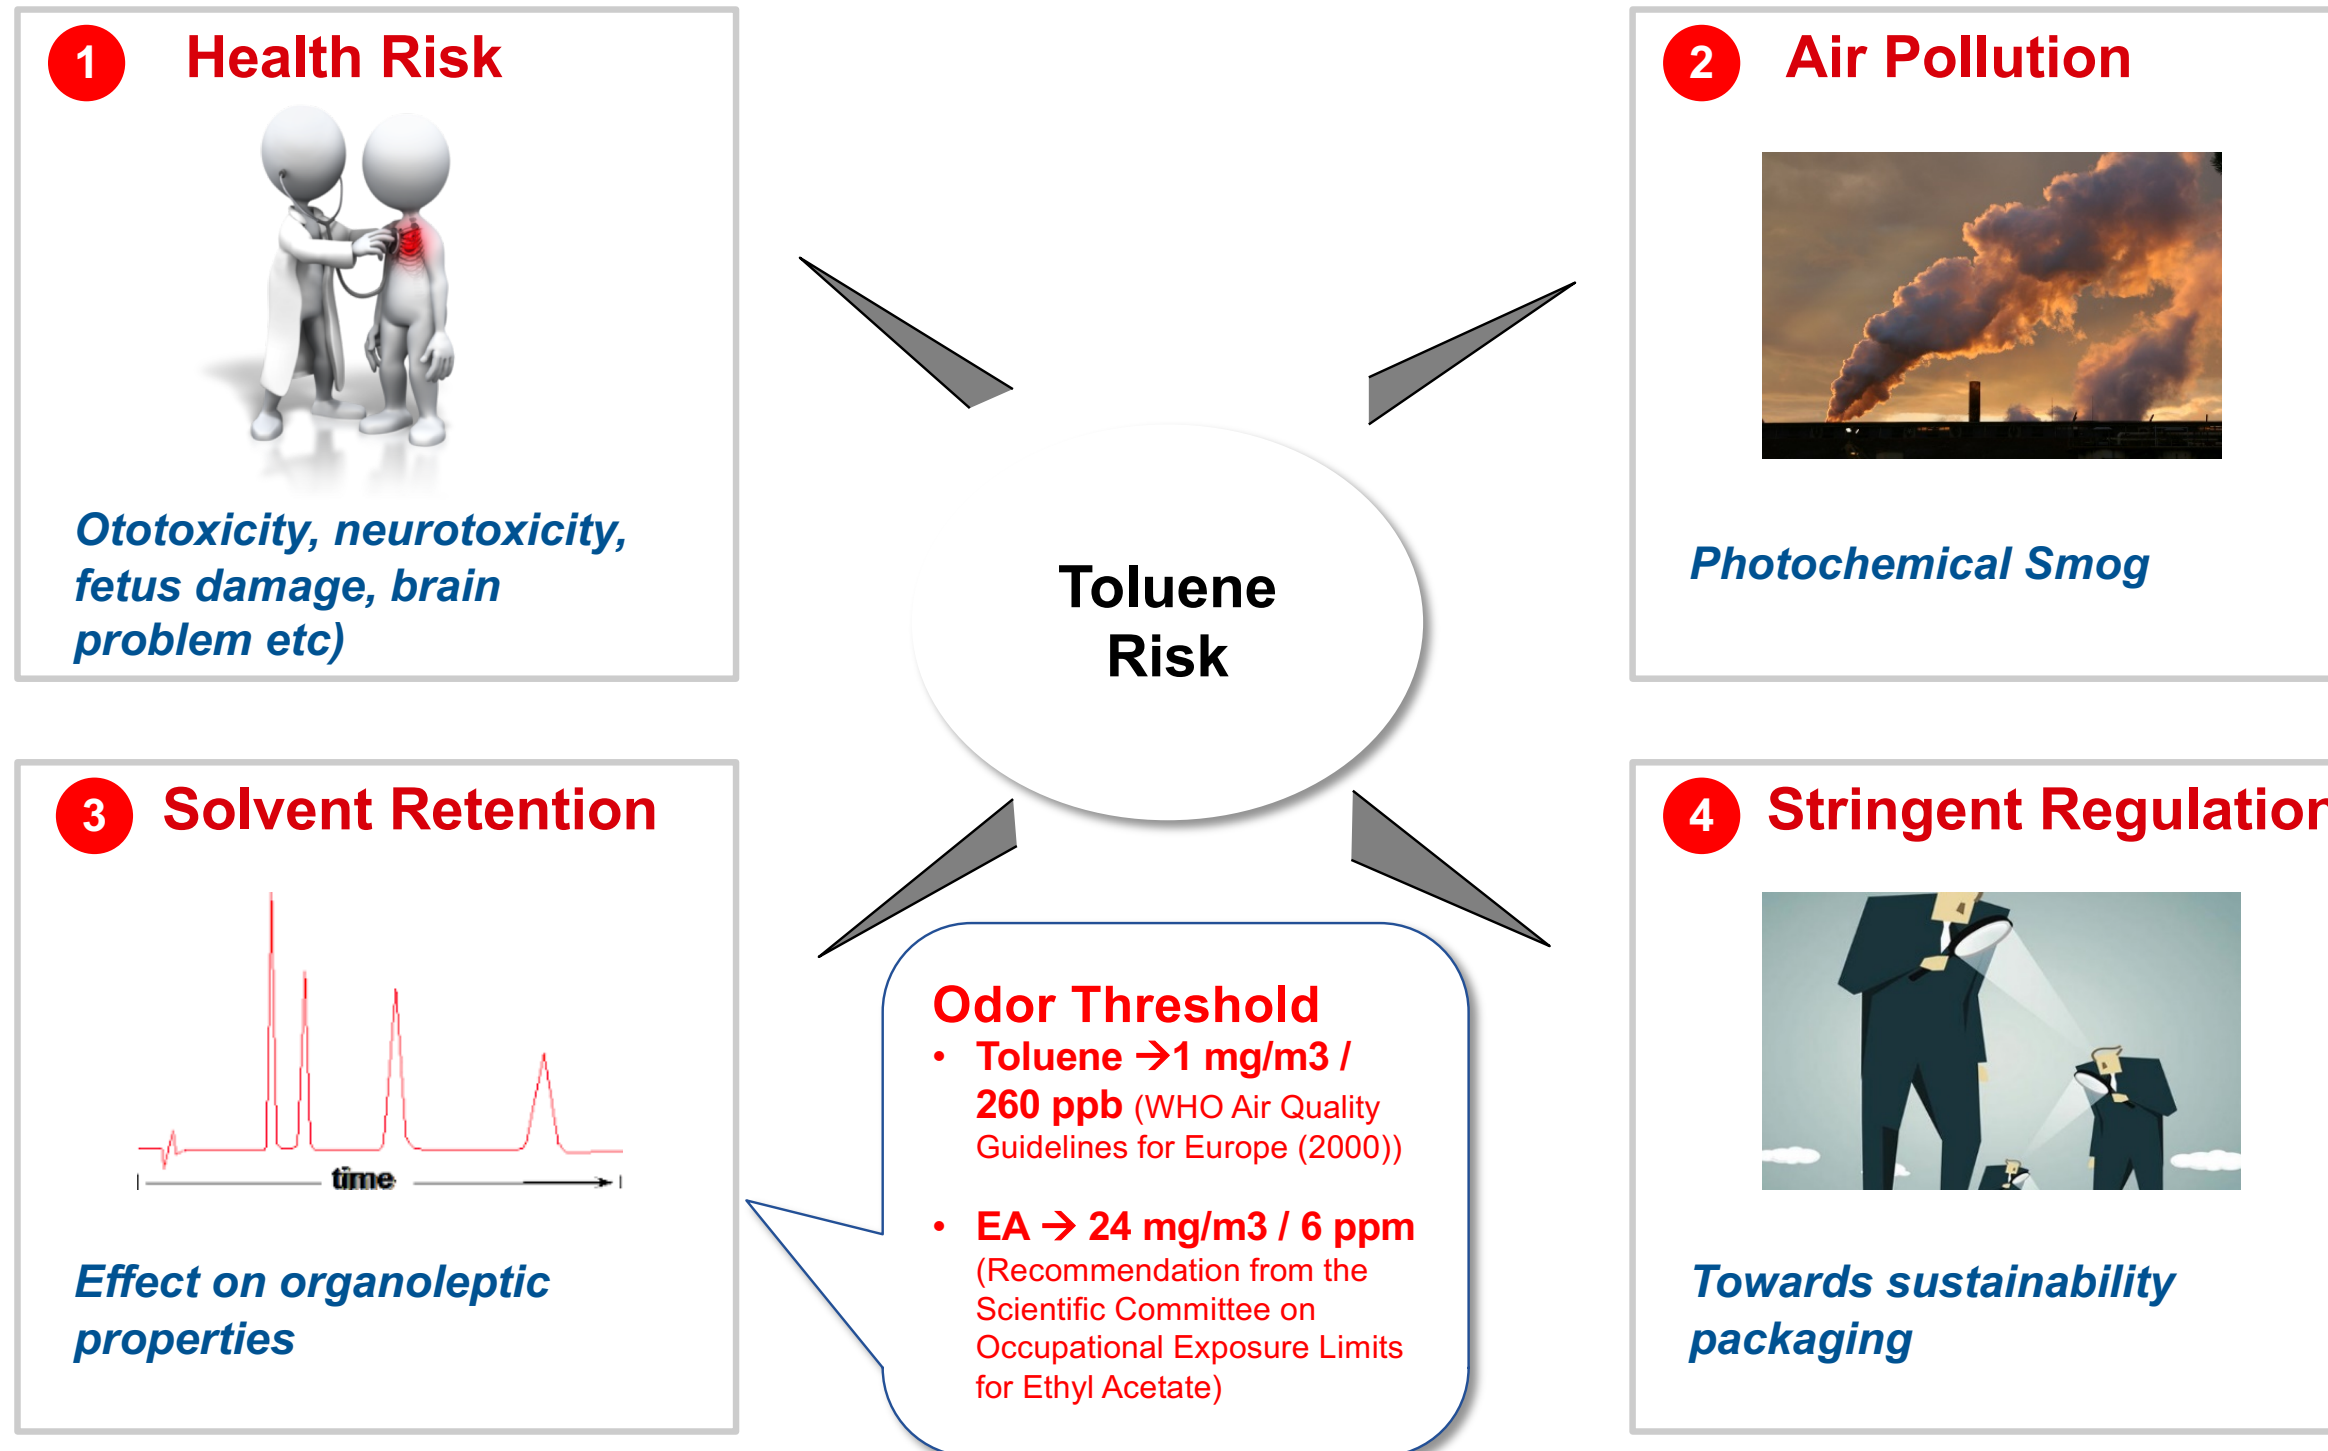 1 Health Risk
Ototoxicity, neurotoxicity,
fetus damage, brain
problem etc)
2 Air Pollution
Photochemical Smog
Toluene
Risk
3 Solvent Retention
time
Effect on organoleptic
properties
Odor Threshold
• Toluene →1 mg/m3 /
260 ppb (WHO Air Quality
Guidelines for Europe (2000))
• EA → 24 mg/m3 / 6 ppm
(Recommendation from the
Scientific Committee on
Occupational Exposure Limits
for Ethyl Acetate)
4 Stringent Regulation
Towards sustainability
packaging